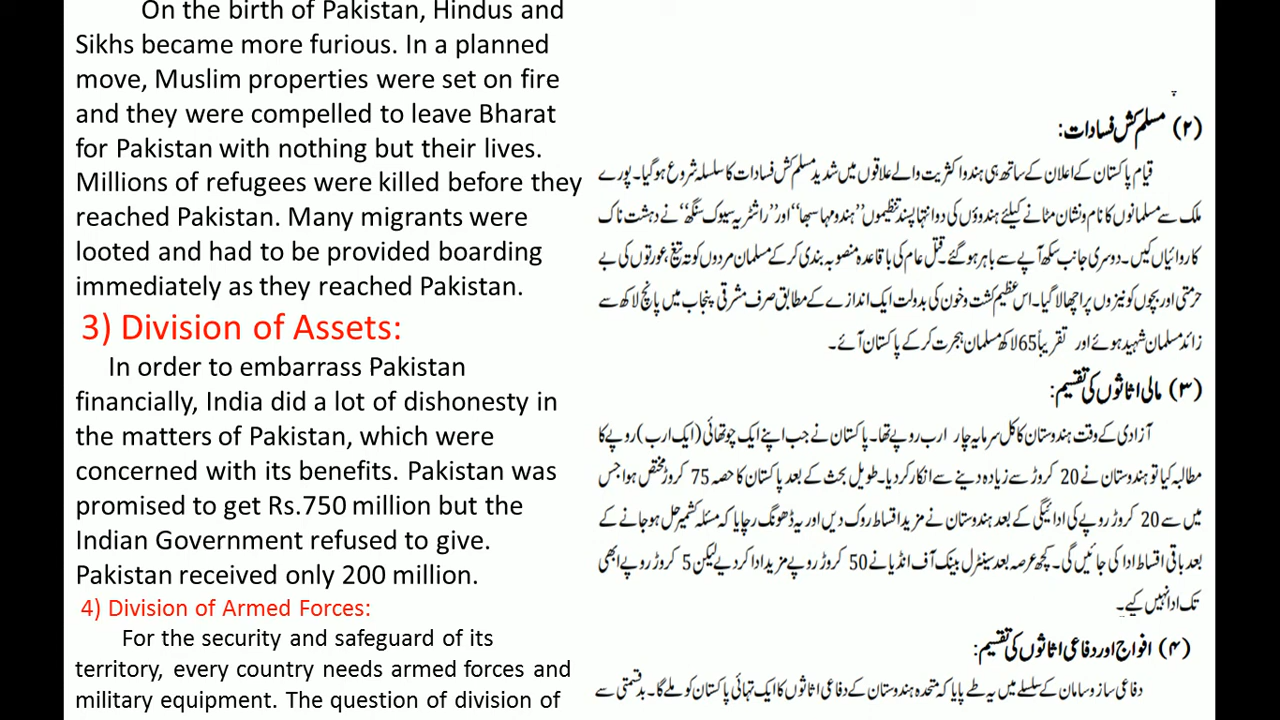 On the birth of Pakistan, Hindus and
Sikhs became more furious. In a planned
move, Muslim properties were set on fire
and they were compelled to leave Bharat
for Pakistan with nothing but their lives.
Millions of refugees were killed before they
reached Pakistan. Many migrants were
looted and had to be provided boarding
immediately as they reached Pakistan.
3) Division of Assets:
In order to embarrass Pakistan
financially, India did a lot of dishonesty in
the matters of Pakistan, which were
concerned with its benefits. Pakistan was
promised to get Rs.750 million but the
Indian Government refused to give.
Pakistan received only 200 million.
4) Division of Armed Forces:
For the security and safeguard of its
territory, every country needs armed forces and
military equipment. The question of division of
(۲) مسلم کش فسادات:
قیام پاکستان کے اعلان کے ساتھ ہی ہندو اکثریت والے علاقوں میں شدید مسلم کش فسادات کا سلسلہ شروع ہوگیا۔ پورے
ملک سے مسلمانوں کا نام و نشان مٹانے کیلئے ہندوؤں کی دو انتہا پسند تنظیموں ”ہندو مہا سبھا“ اور ”راشٹریہ سیوک سنگھ“ نے دہشت ناک
کاروائیاں کیں۔ دوسری جانب سکھ آپے سے باہر ہوگئے۔ قتل عام کی باقاعدہ منصوبہ بندی کرکے مسلمان مردوں کو تہ تیغ، عورتوں کی بے
حرمتی اور بچوں کو نیزوں پر اچھالا گیا۔ اس عظیم کشت و خون کی بدولت ایک اندازے کے مطابق صرف مشرقی پنجاب میں پانچ لاکھ سے
زائد مسلمان شہید ہوئے اور تقریباً 65 لاکھ مسلمان ہجرت کرکے پاکستان آئے۔
(۳) مالی اثاثوں کی تقسیم:
آزادی کے وقت ہندوستان کا کل سرمایہ چار ارب روپے تھا۔ پاکستان نے جب اپنے ایک چوتھائی (ایک ارب) روپے کا
مطالبہ کیا تو ہندوستان نے 20 کروڑ سے زیادہ دینے سے انکار کردیا۔ طویل بحث کے بعد پاکستان کا حصہ 75 کروڑ مختص ہوا جس
میں سے 20 کروڑ روپے کی ادائیگی کے بعد ہندوستان نے مزید اقساط روک دیں اور یہ ڈھونگ رچایا کہ مسئلہ کشمیر حل ہوجانے کے
بعد باقی اقساط ادا کی جائیں گی۔ کچھ عرصہ بعد سینٹرل بینک آف انڈیا نے 50 کروڑ روپے مزید ادا کردیے لیکن 5 کروڑ روپے ابھی
تک ادا نہیں کیے۔
(۴) افواج اور دفاعی اثاثوں کی تقسیم:
دفاعی ساز و سامان کے سلسلے میں یہ طے پایا کہ متحدہ ہندوستان کے دفاعی اثاثوں کا ایک تہائی پاکستان کو ملے گا۔ بدقسمتی سے